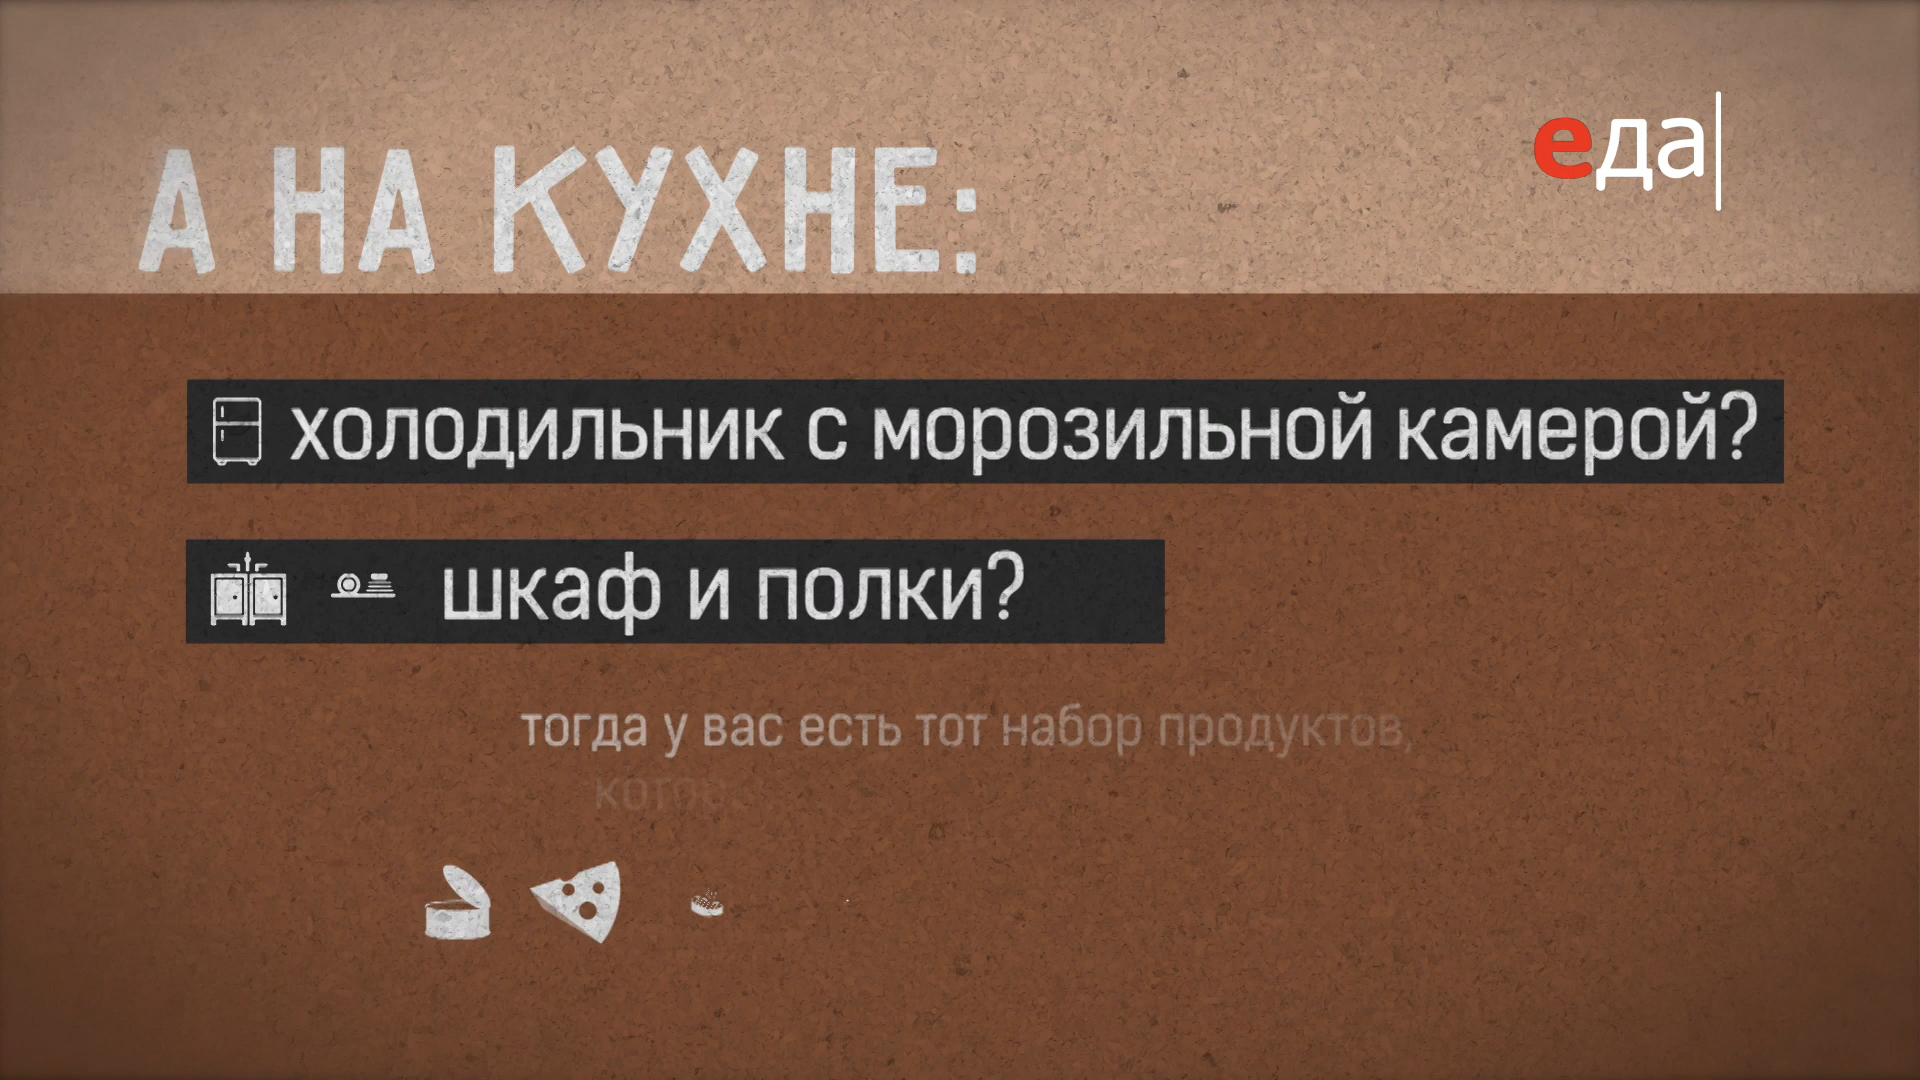 еда
А НА КУХНЕ:
холодильник с морозильной камерой?
шкаф и полки?
тогда у вас есть тот набор продуктов,